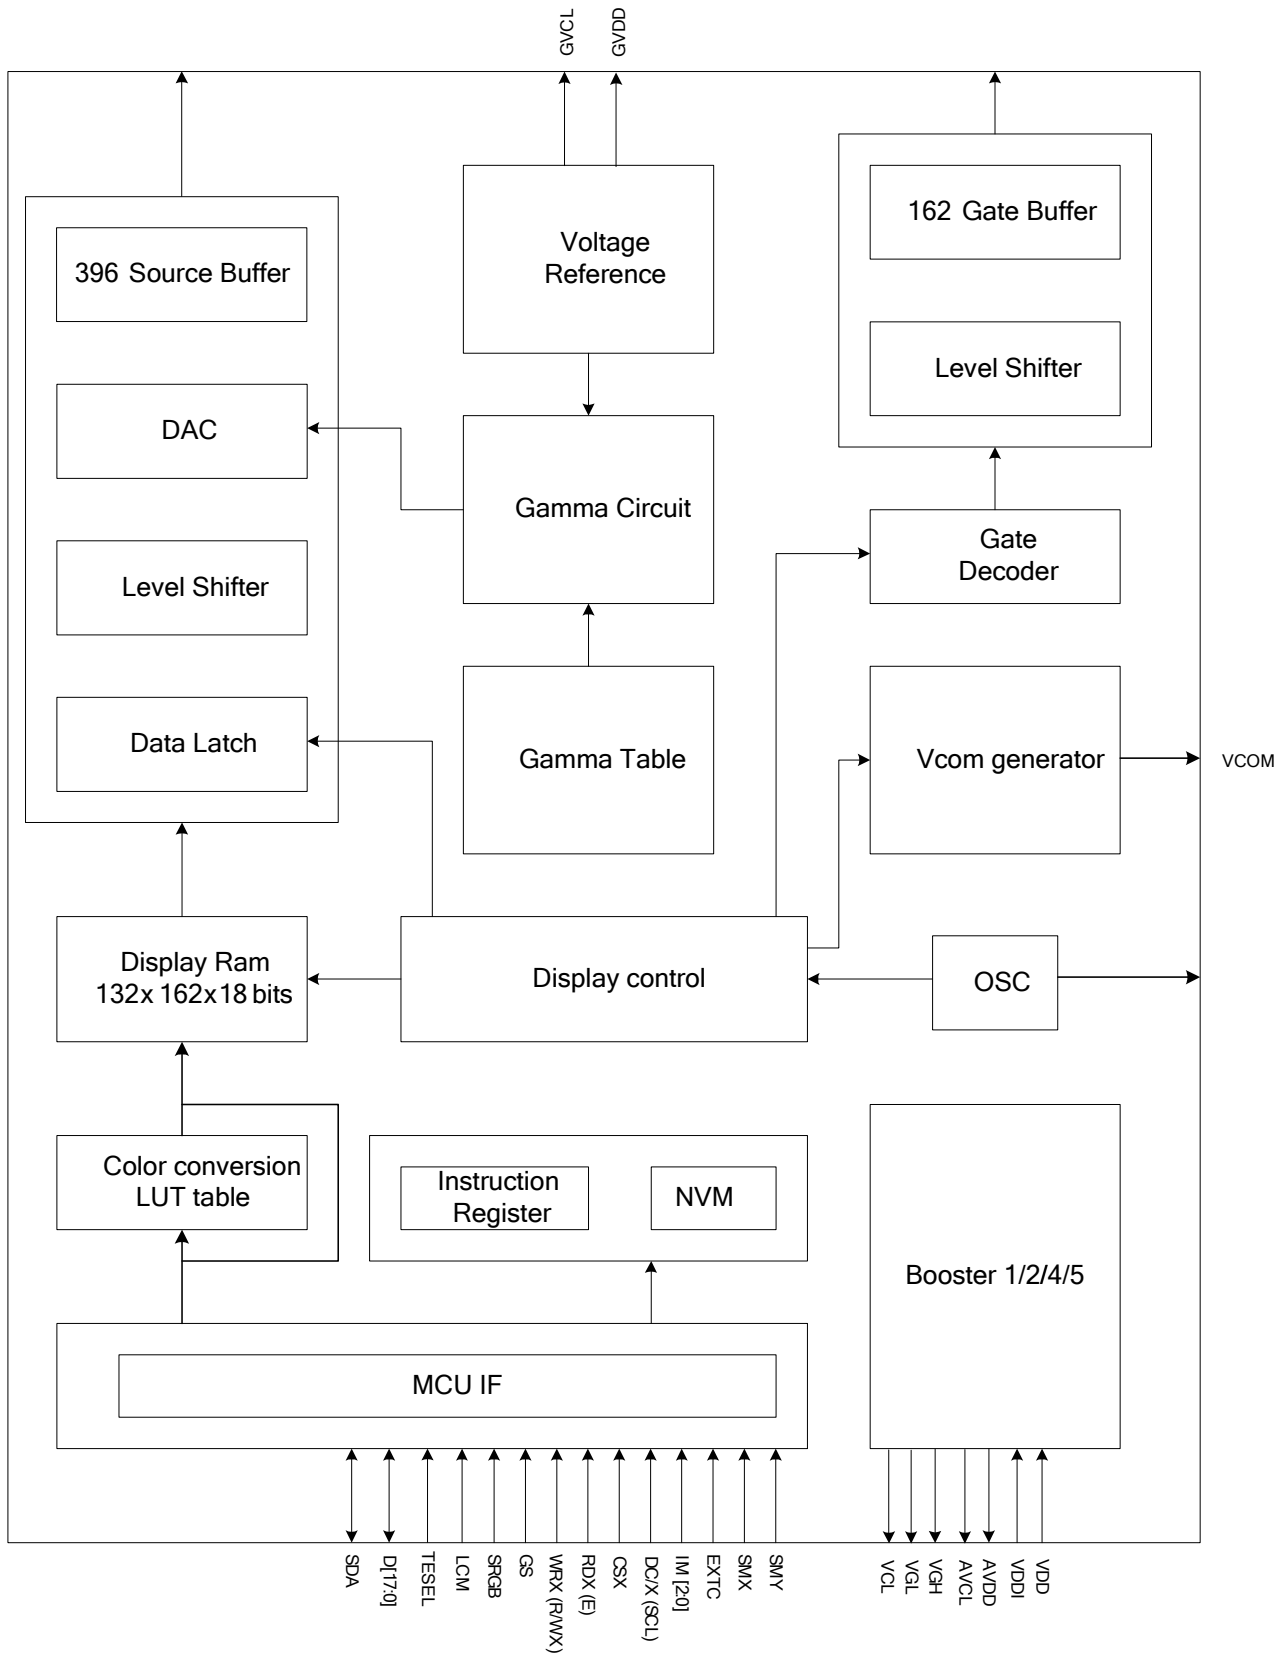 GVCL
GVDD
162 Gate Buffer
396 Source Buffer
Voltage
Reference
Level Shifter
DAC
Gamma Circuit
Gate
Decoder
Level Shifter
Data Latch
Gamma Table
Vcom generator
VCOM
Display Ram
132x 162x18 bits
Display control
OSC
Color conversion
LUT table
Instruction
Register
NVM
Booster 1/2/4/5
MCU IF
SDA
D[17:0]
TESEL
LCM
SRGB
GS
WRX (R/WX)
RDX (E)
CSX
DC/X (SCL)
IM [2:0]
EXTC
SMX
SMY
VCL
VGL
VGH
AVCL
AVDD
VDDI
VDD